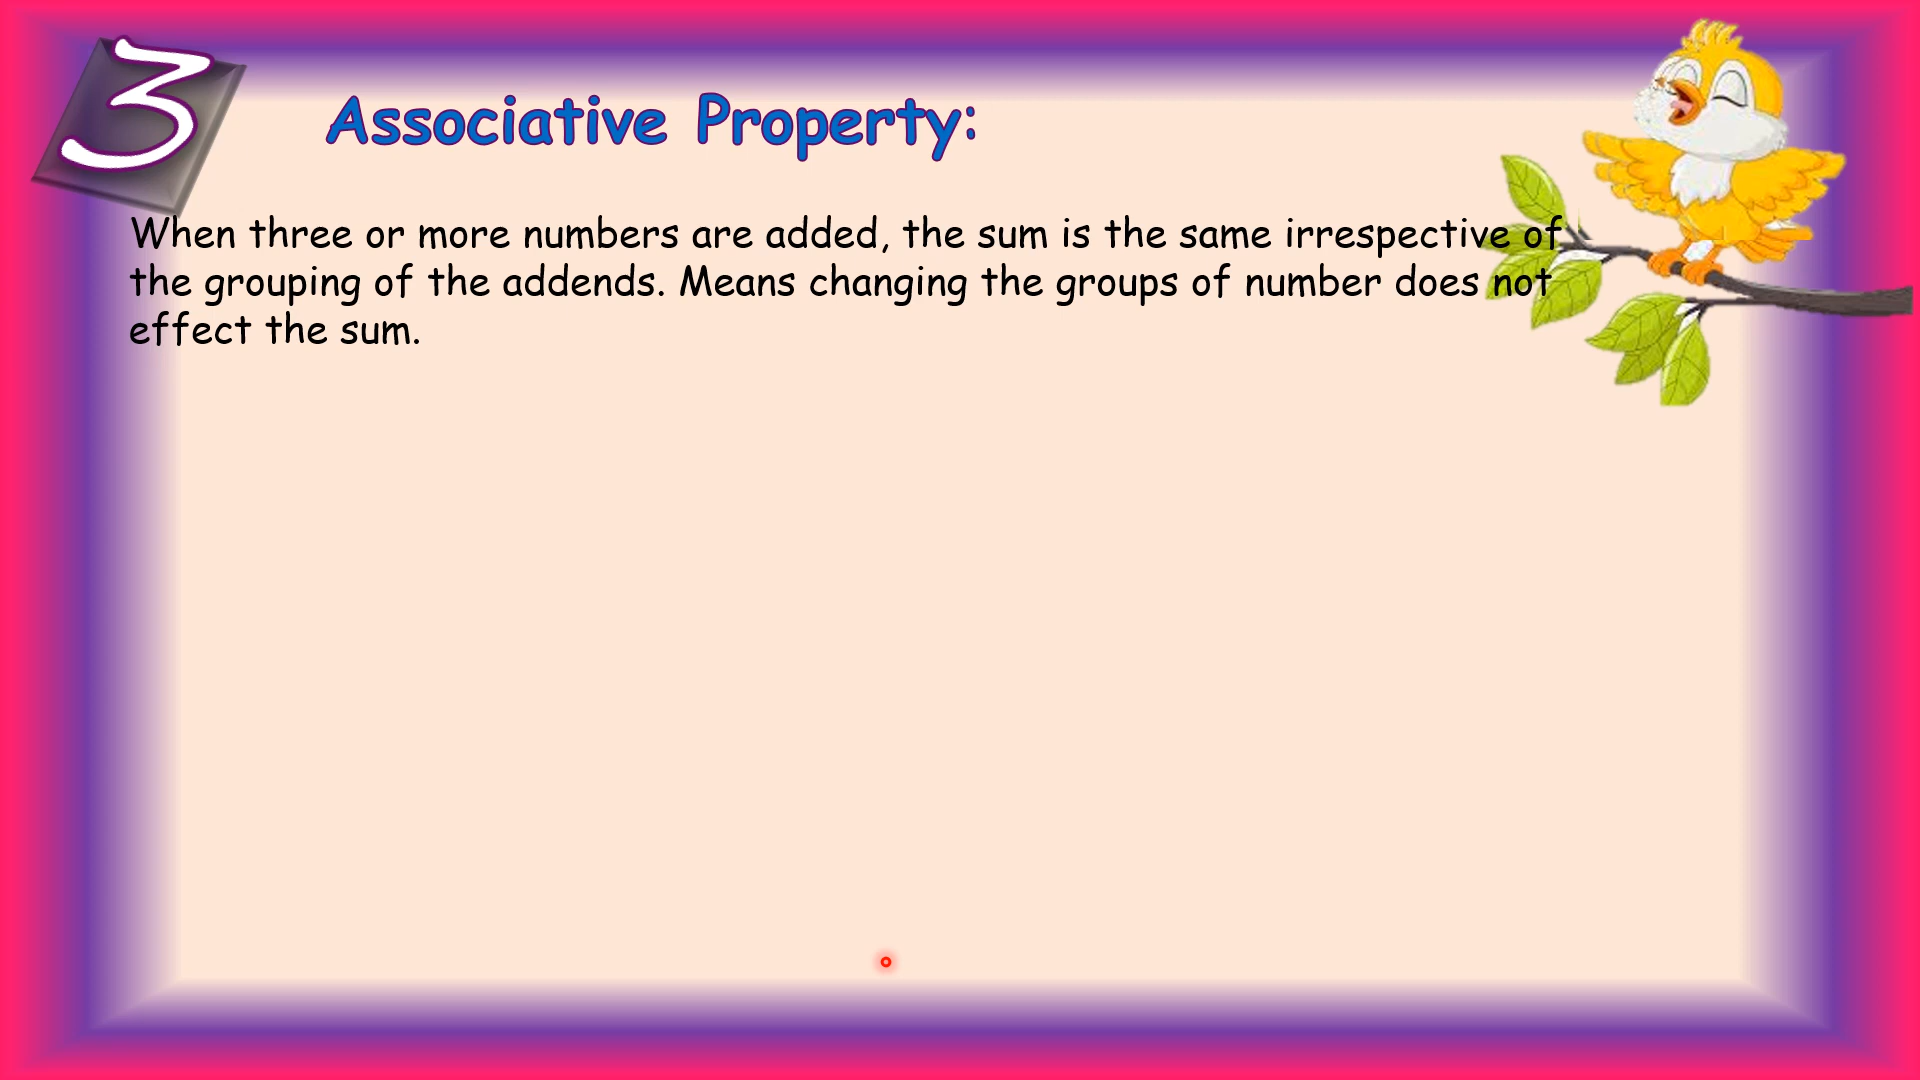 3
Associative Property:
When three or more numbers are added, the sum is the same irrespective of
the grouping of the addends. Means changing the groups of number does not
effect the sum.